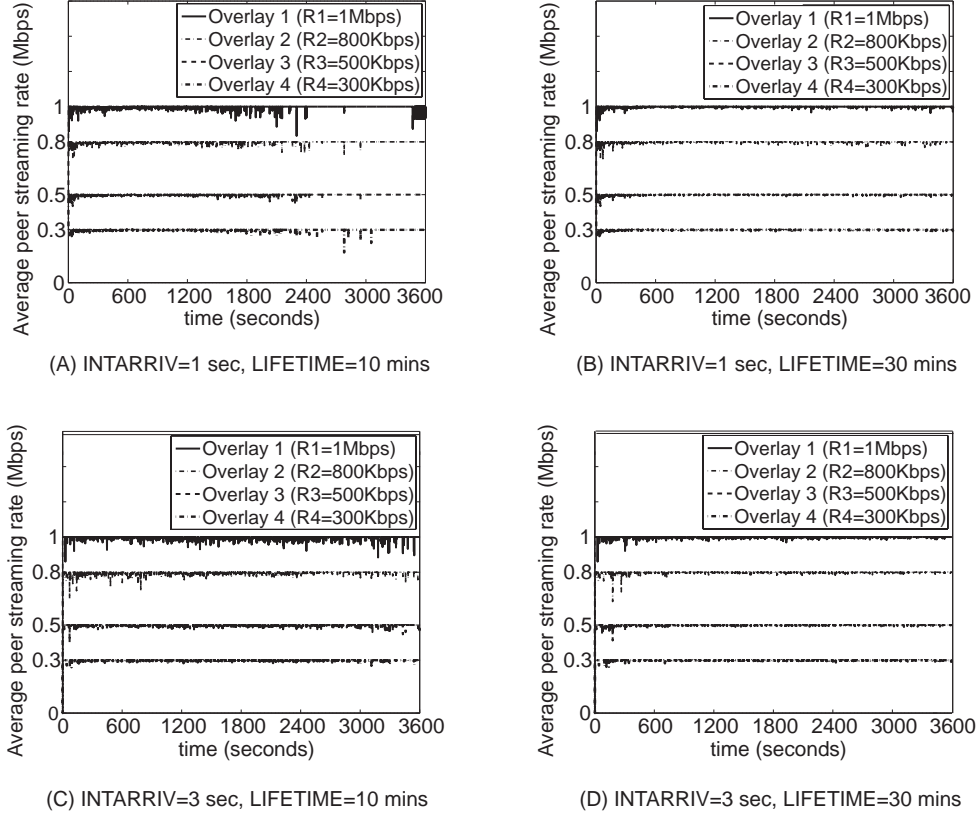 Average peer streaming rate (Mbps)
Overlay 1 (R1=1Mbps)
Overlay 2 (R2=800Kbps)
Overlay 3 (R3=500Kbps)
Overlay 4 (R4=300Kbps)
1
0.8
0.5
0.3
0
0 600 1200 1800 2400 3000 3600
time (seconds)
(A) INTARRIV=1 sec, LIFETIME=10 mins
Average peer streaming rate (Mbps)
Overlay 1 (R1=1Mbps)
Overlay 2 (R2=800Kbps)
Overlay 3 (R3=500Kbps)
Overlay 4 (R4=300Kbps)
1
0.8
0.5
0.3
0
0 600 1200 1800 2400 3000 3600
time (seconds)
(B) INTARRIV=1 sec, LIFETIME=30 mins
Average peer streaming rate (Mbps)
Overlay 1 (R1=1Mbps)
Overlay 2 (R2=800Kbps)
Overlay 3 (R3=500Kbps)
Overlay 4 (R4=300Kbps)
1
0.8
0.5
0.3
0
0 600 1200 1800 2400 3000 3600
time (seconds)
(C) INTARRIV=3 sec, LIFETIME=10 mins
Average peer streaming rate (Mbps)
Overlay 1 (R1=1Mbps)
Overlay 2 (R2=800Kbps)
Overlay 3 (R3=500Kbps)
Overlay 4 (R4=300Kbps)
1
0.8
0.5
0.3
0
0 600 1200 1800 2400 3000 3600
time (seconds)
(D) INTARRIV=3 sec, LIFETIME=30 mins